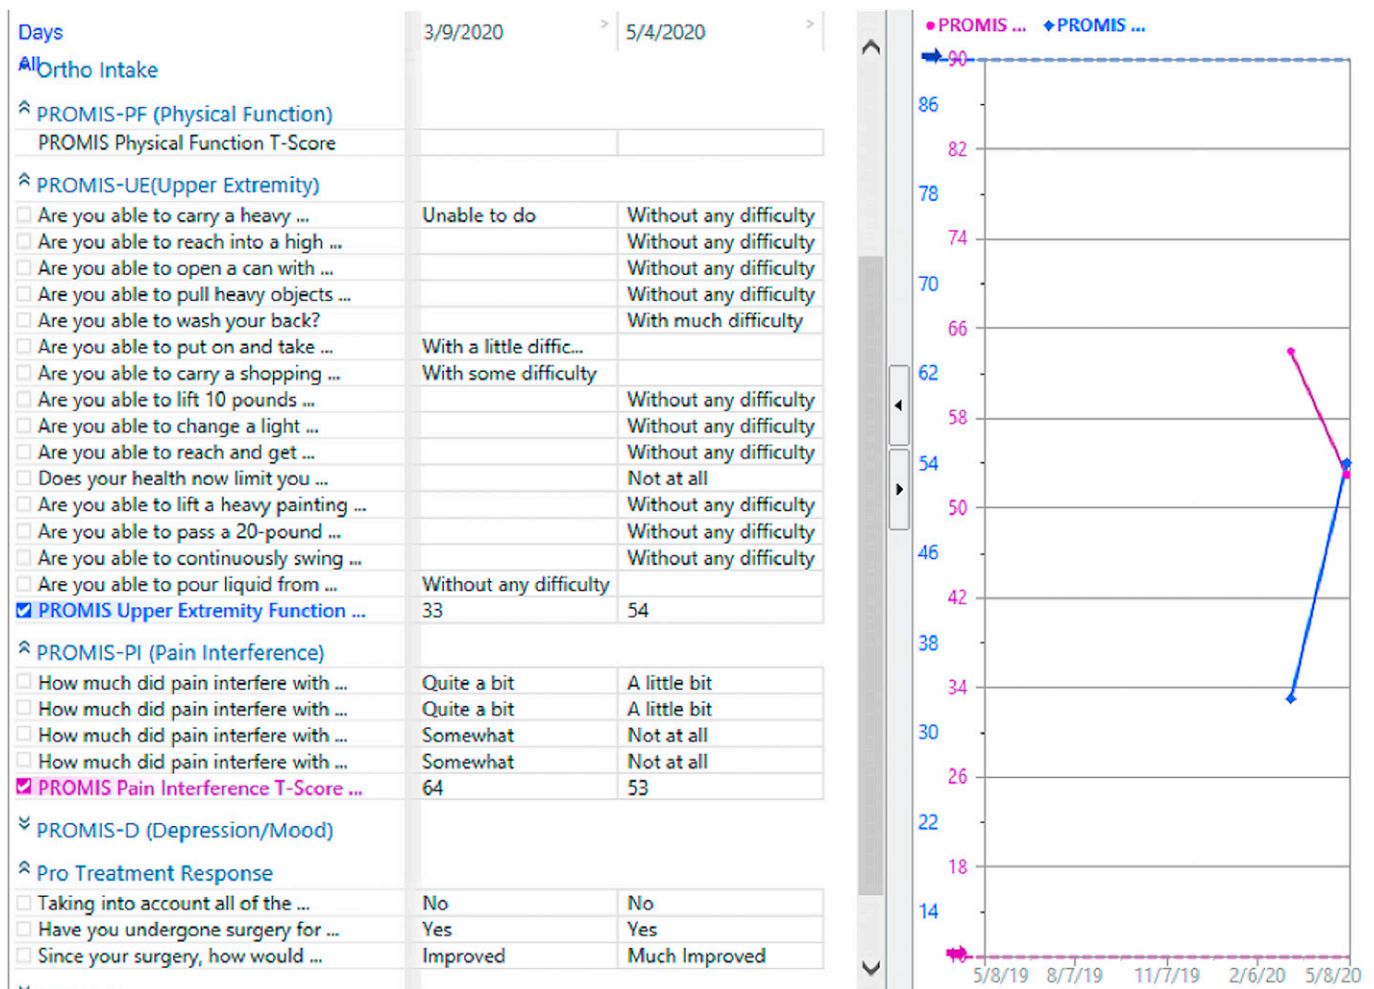 Days 3/9/2020 > 5/4/2020 >
All
Ortho Intake
PROMIS-PF (Physical Function)
PROMIS Physical Function T-Score
PROMIS-UE(Upper Extremity)
Are you able to carry a heavy ... Unable to do Without any difficulty
Are you able to reach into a high ... Without any difficulty
Are you able to open a can with ... Without any difficulty
Are you able to pull heavy objects ... Without any difficulty
Are you able to wash your back? With much difficulty
Are you able to put on and take ... With a little diffic...
Are you able to carry a shopping ... With some difficulty
Are you able to lift 10 pounds ... Without any difficulty
Are you able to change a light ... Without any difficulty
Are you able to reach and get ... Without any difficulty
Does your health now limit you ... Not at all
Are you able to lift a heavy painting ... Without any difficulty
Are you able to pass a 20-pound ... Without any difficulty
Are you able to continuously swing ... Without any difficulty
Are you able to pour liquid from ... Without any difficulty
PROMIS Upper Extremity Function ... 33 54
PROMIS-PI (Pain Interference)
How much did pain interfere with ... Quite a bit A little bit
How much did pain interfere with ... Quite a bit A little bit
How much did pain interfere with ... Somewhat Not at all
How much did pain interfere with ... Somewhat Not at all
PROMIS Pain Interference T-Score ... 64 53
PROMIS-D (Depression/Mood)
Pro Treatment Response
Taking into account all of the ... No No
Have you undergone surgery for ... Yes Yes
Since your surgery, how would ... Improved Much Improved
PROMIS ... PROMIS ...
90
86
82
78
74
70
66
62
58
54
50
46
42
38
34
30
26
22
18
14
5/8/19 8/7/19 11/7/19 2/6/20 5/8/20